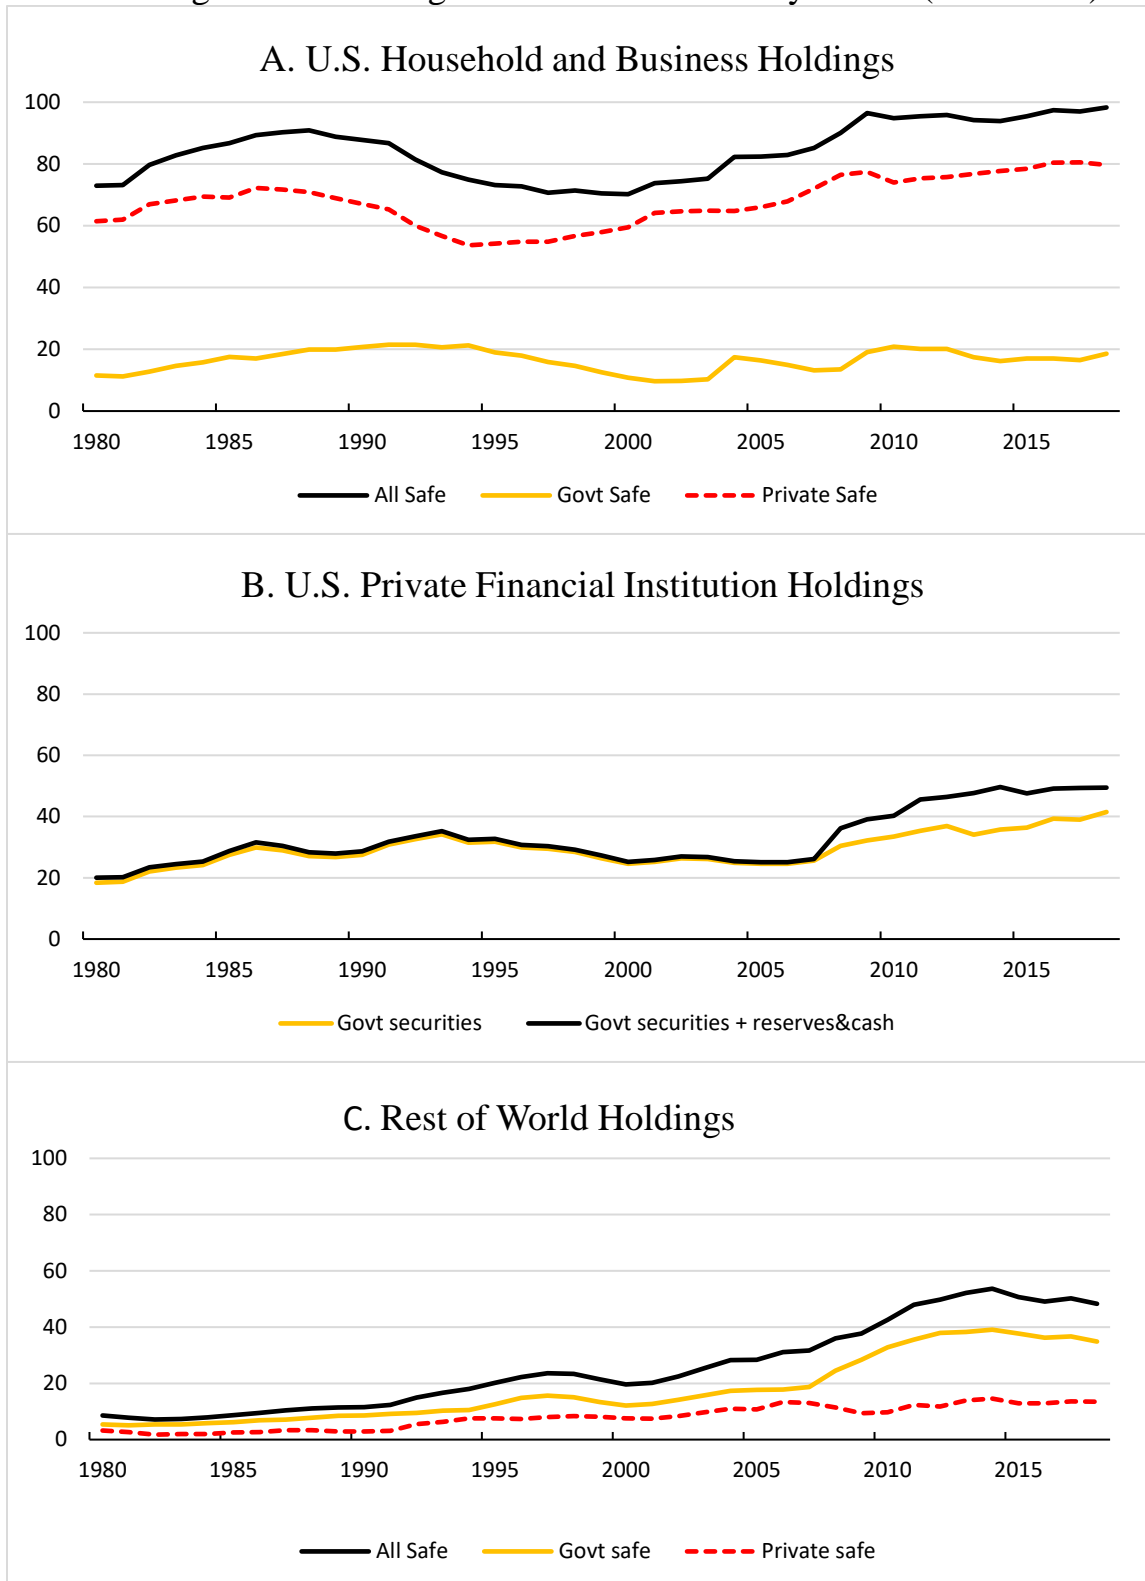 A. U.S. Household and Business Holdings
100
80
60
40
20
0
1980 1985 1990 1995 2000 2005 2010 2015
All Safe Govt Safe Private Safe
B. U.S. Private Financial Institution Holdings
100
80
60
40
20
0
1980 1985 1990 1995 2000 2005 2010 2015
Govt securities Govt securities + reserves&cash
C. Rest of World Holdings
100
80
60
40
20
0
1980 1985 1990 1995 2000 2005 2010 2015
All Safe Govt safe Private safe